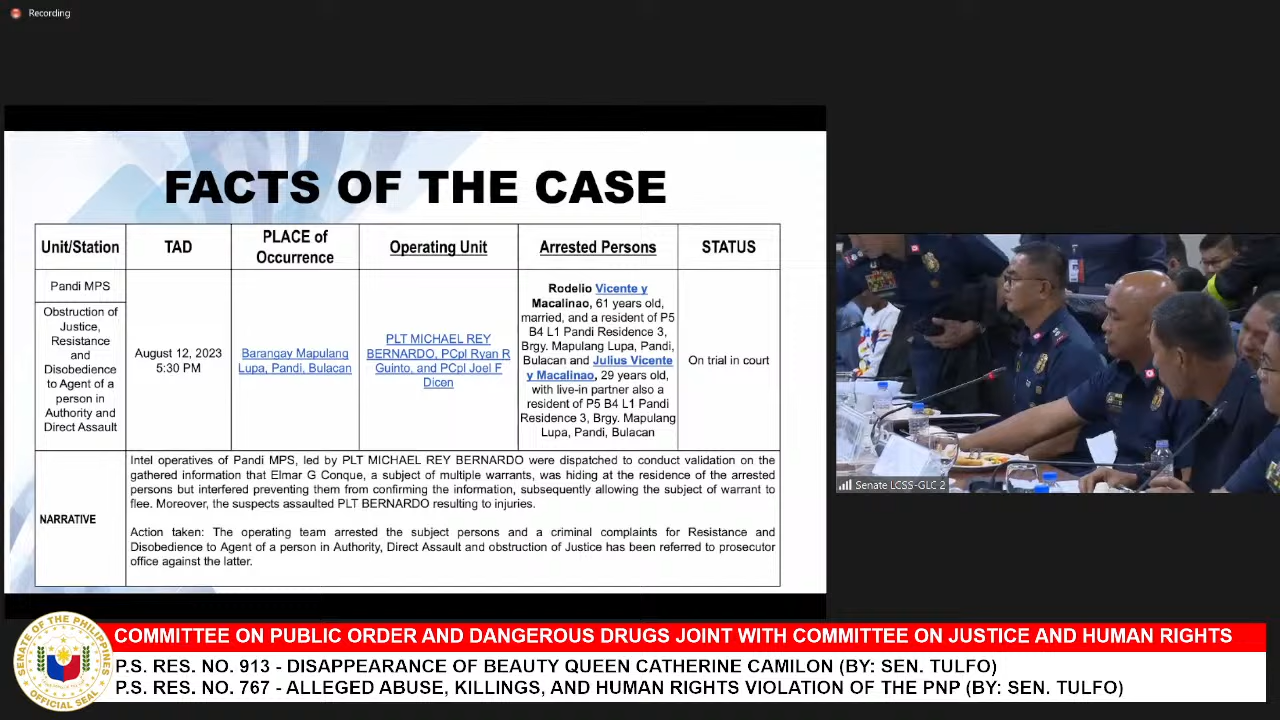 Recording
FACTS OF THE CASE
Unit/Station
TAD
PLACE of
Occurrence
Operating Unit
Arrested Persons
STATUS
Pandi MPS
Obstruction of
Justice,
Resistance
and
Disobedience
to Agent of a
person in
Authority and
Direct Assault
August 12, 2023
5:30 PM
Barangay Mapulang
Lupa, Pandi, Bulacan
PLT MICHAEL REY
BERNARDO, PCpl Ryan R
Guinto, and PCpl Joel F
Dicen
Rodelio Vicente y
Macalinao, 61 years old,
married, and a resident of P5
B4 L1 Pandi Residence 3,
Brgy. Mapulang Lupa, Pandi,
Bulacan and Julius Vicente
y Macalinao, 29 years old,
with live-in partner also a
resident of P5 B4 L1 Pandi
Residence 3, Brgy. Mapulang
Lupa, Pandi, Bulacan
On trial in court
NARRATIVE
Intel operatives of Pandi MPS, led by PLT MICHAEL REY BERNARDO were dispatched to conduct validation on the
gathered information that Elmar G Conque, a subject of multiple warrants, was hiding at the residence of the arrested
persons but interfered preventing them from confirming the information, subsequently allowing the subject of warrant to
flee. Moreover, the suspects assaulted PLT BERNARDO resulting to injuries.
Action taken: The operating team arrested the subject persons and a criminal complaints for Resistance and
Disobedience to Agent of a person in Authority, Direct Assault and obstruction of Justice has been referred to prosecutor
office against the latter.
Senate LCSS-GLC 2
SENATE OF THE PHILIPPINES
OFFICIAL SEAL
COMMITTEE ON PUBLIC ORDER AND DANGEROUS DRUGS JOINT WITH COMMITTEE ON JUSTICE AND HUMAN RIGHTS
P.S. RES. NO. 913 - DISAPPEARANCE OF BEAUTY QUEEN CATHERINE CAMILON (BY: SEN. TULFO)
P.S. RES. NO. 767 - ALLEGED ABUSE, KILLINGS, AND HUMAN RIGHTS VIOLATION OF THE PNP (BY: SEN. TULFO)